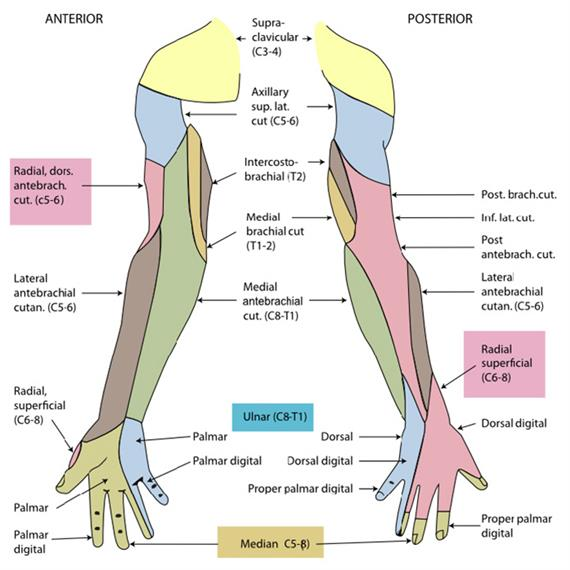 ANTERIOR
POSTERIOR
Supra-
clavicular
(C3-4)
Axillary
sup. lat.
cut (C5-6)
Intercosto-
brachial (T2)
Medial
brachial cut
(T1-2)
Medial
antebrachial
cut. (C8-T1)
Radial, dors.
antebrach.
cut. (c5-6)
Lateral
antebrachial
cutan. (C5-6)
Radial,
superficial
(C6-8)
Palmar
Palmar
digital
Ulnar (C8-T1)
Palmar
Palmar digital
Dorsal
Dorsal digital
Proper palmar digital
Median C5-8)
Post. brach.cut.
Inf. lat. cut.
Post
antebrach. cut.
Lateral
antebrachial
cutan. (C5-6)
Radial
superficial
(C6-8)
Dorsal digital
Proper palmar
digital